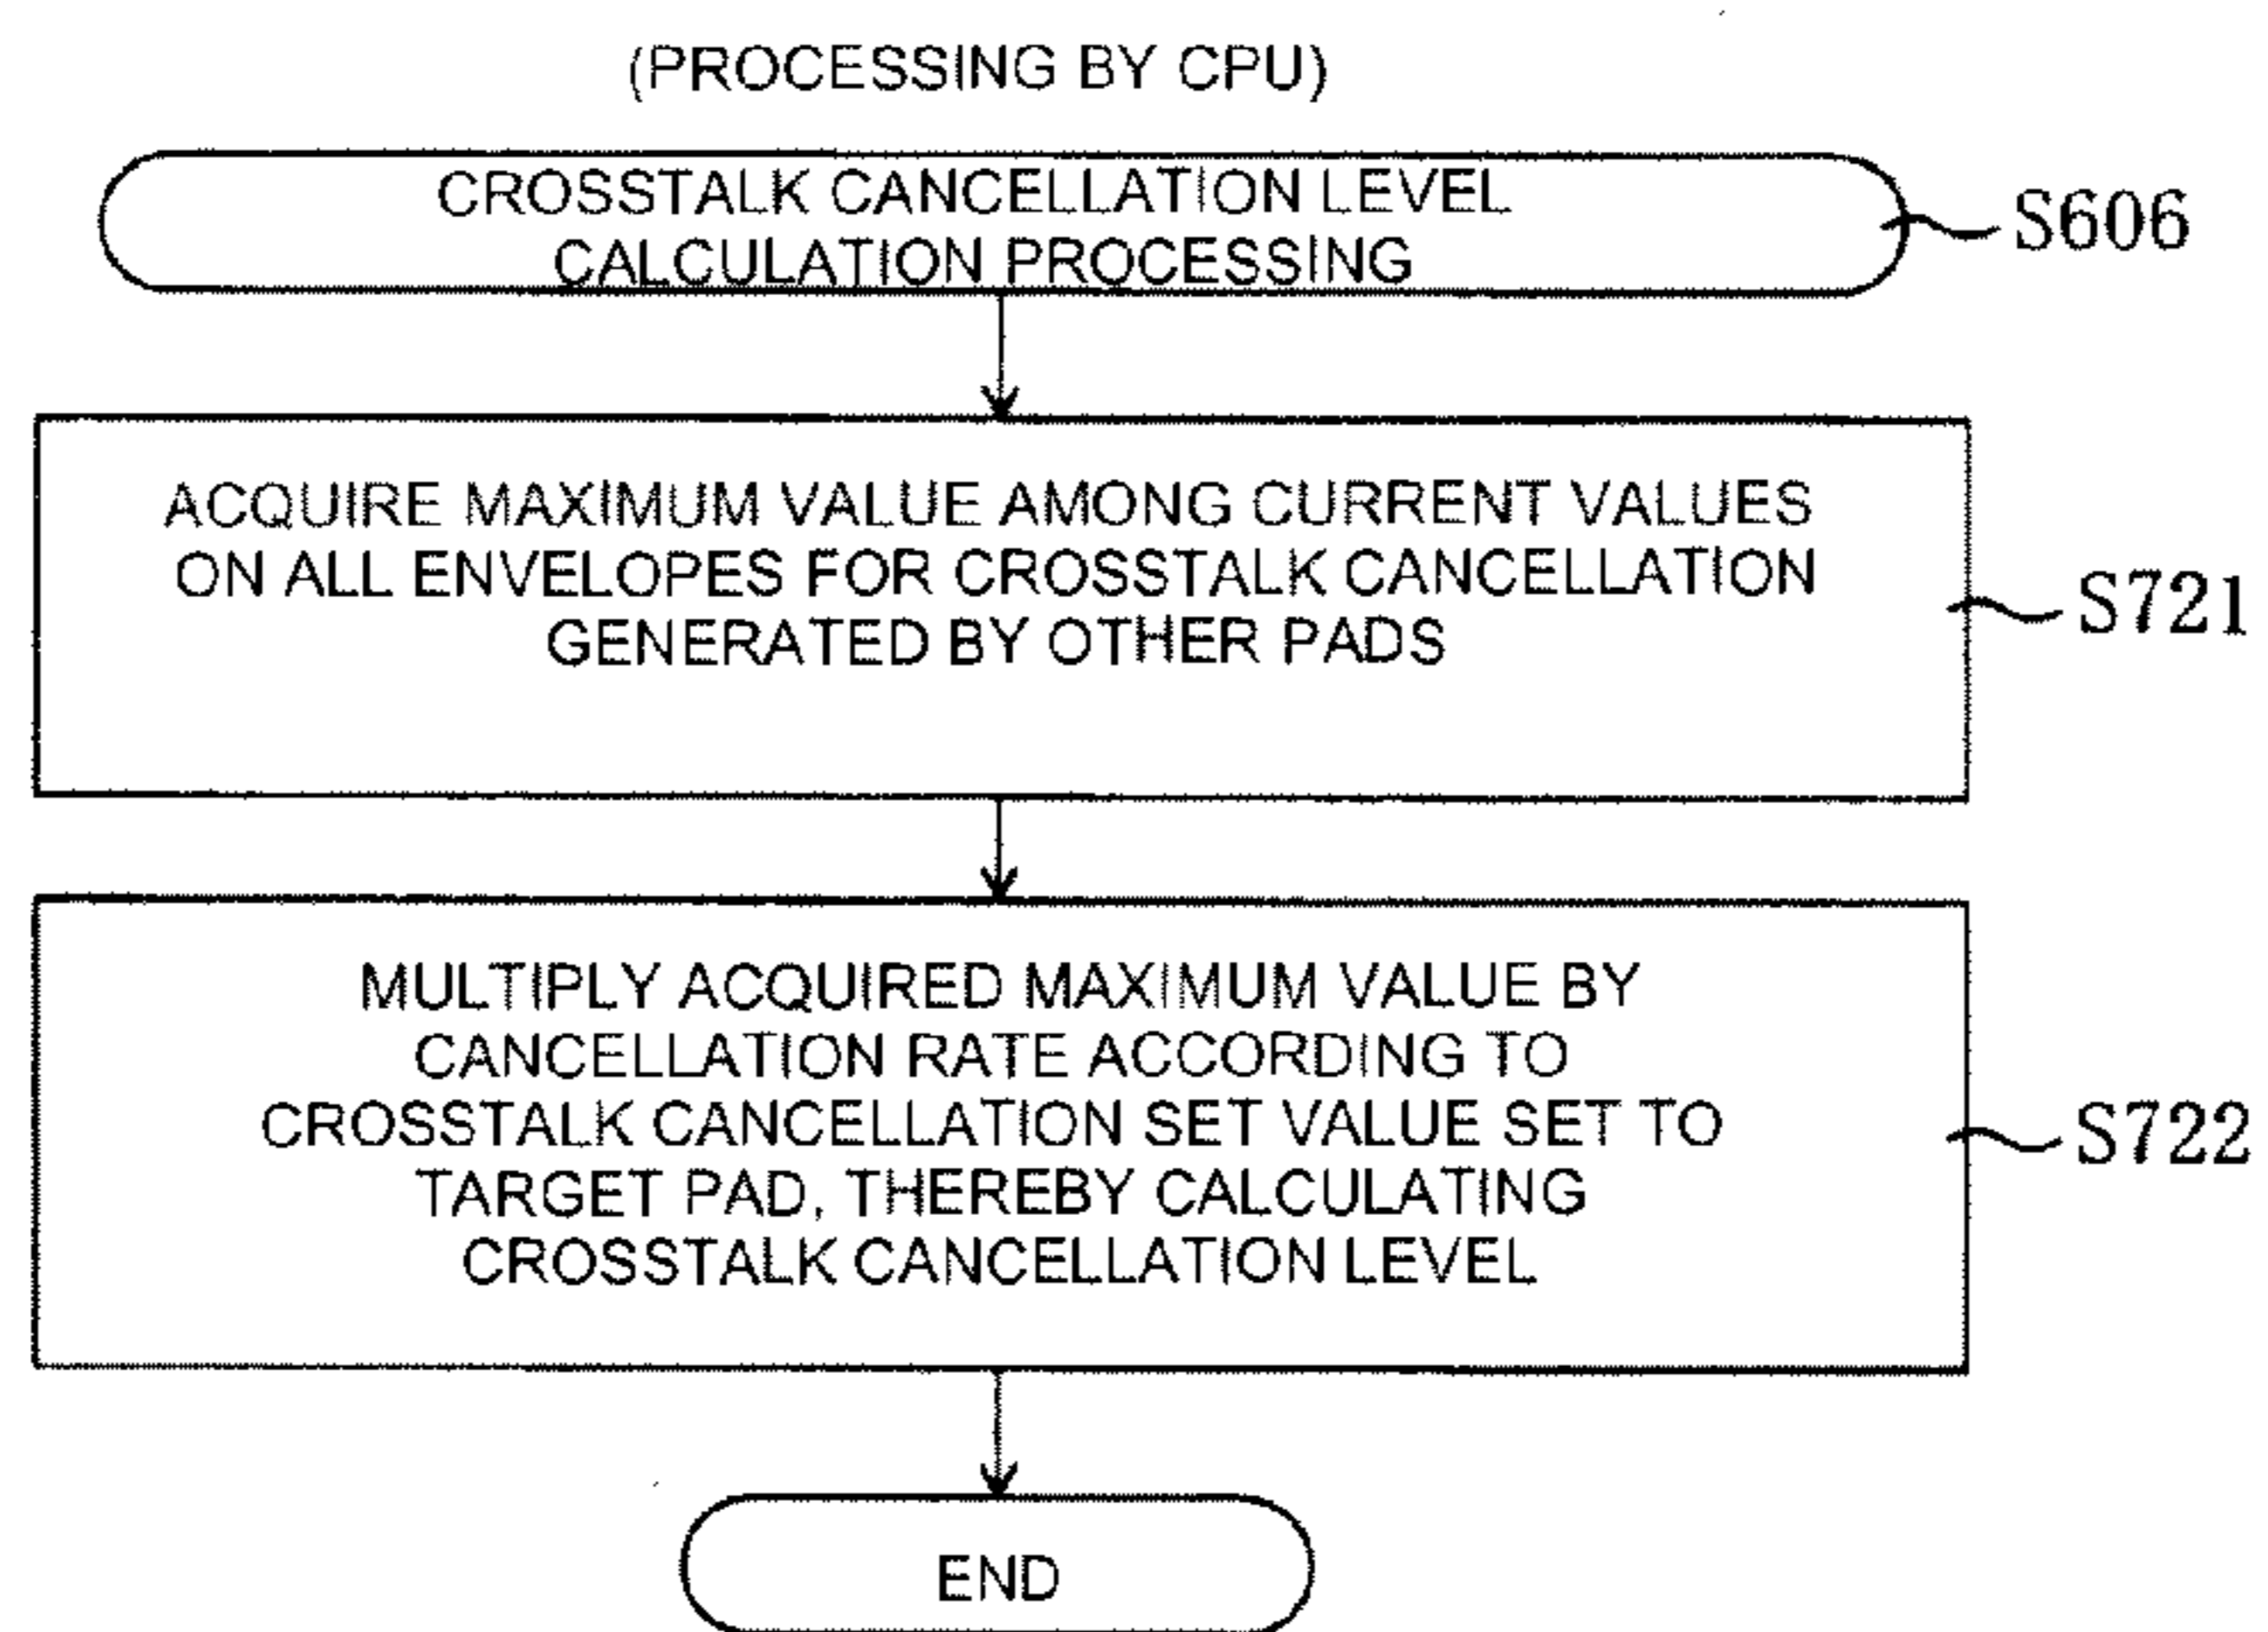 (PROCESSING BY CPU)
CROSSTALK CANCELLATION LEVEL
CALCULATION PROCESSING
S606
ACQUIRE MAXIMUM VALUE AMONG CURRENT VALUES
ON ALL ENVELOPES FOR CROSSTALK CANCELLATION
GENERATED BY OTHER PADS
S721
MULTIPLY ACQUIRED MAXIMUM VALUE BY
CANCELLATION RATE ACCORDING TO
CROSSTALK CANCELLATION SET VALUE SET TO
TARGET PAD, THEREBY CALCULATING
CROSSTALK CANCELLATION LEVEL
S722
END